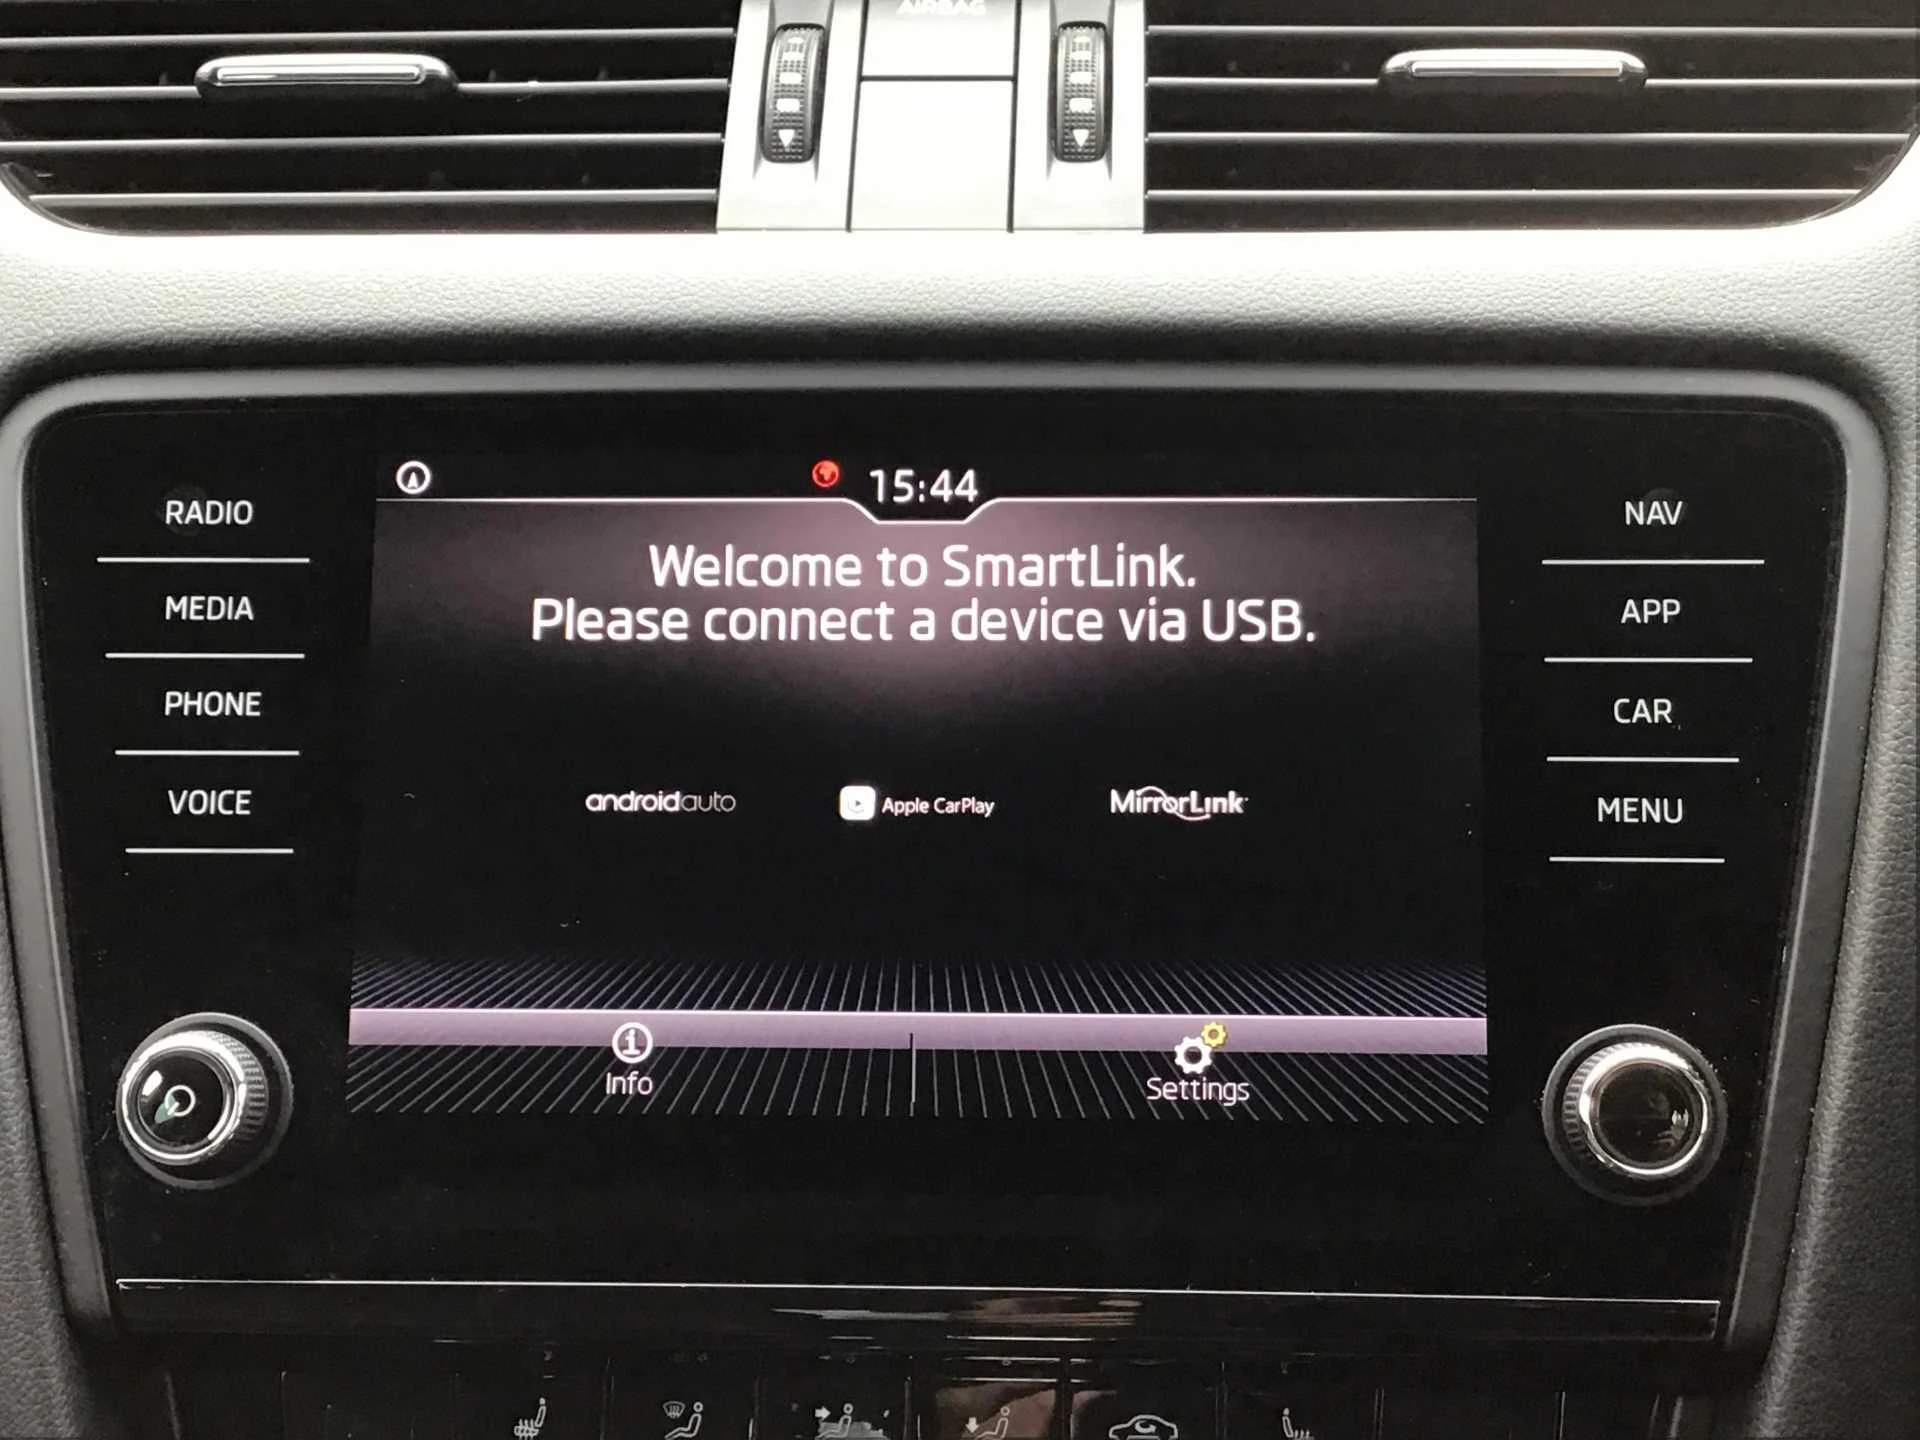 AIRBAG
15:44
RADIO
MEDIA
PHONE
VOICE
Welcome to SmartLink.
Please connect a device via USB.
androidauto
Apple CarPlay
MirrorLink
Info
Settings
NAV
APP
CAR
MENU